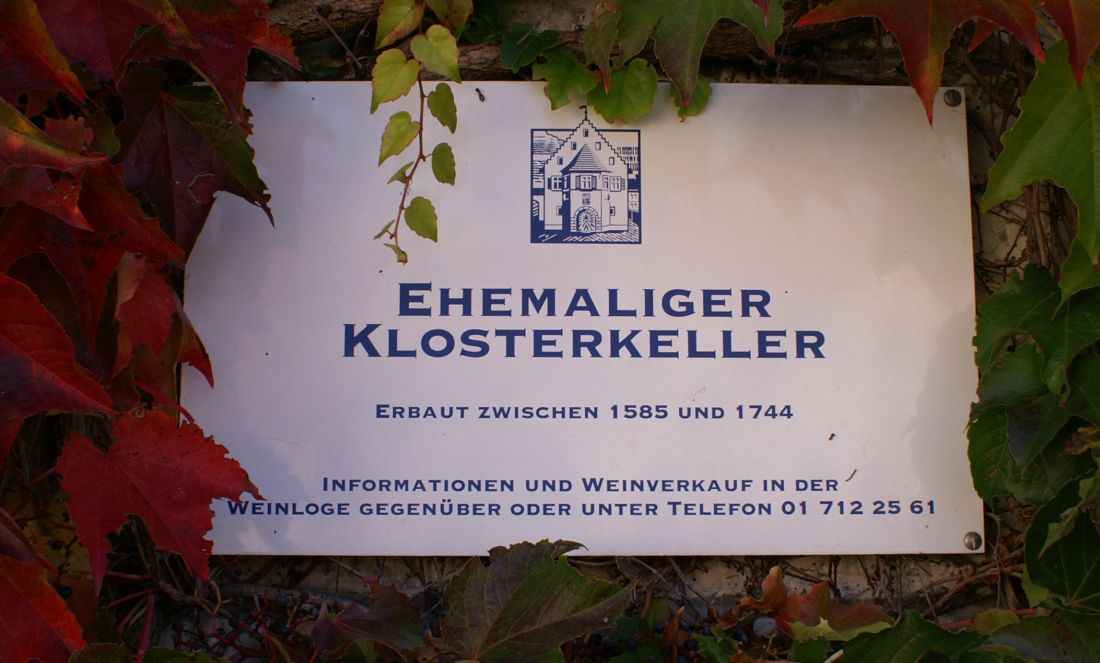 EHEMALIGER
KLOSTERKELLER
ERBAUT ZWISCHEN 1585 UND 1744
INFORMATIONEN UND WEINVERKAUF IN DER
WEINLOGE GEGENÜBER ODER UNTER TELEFON 01 712 25 61